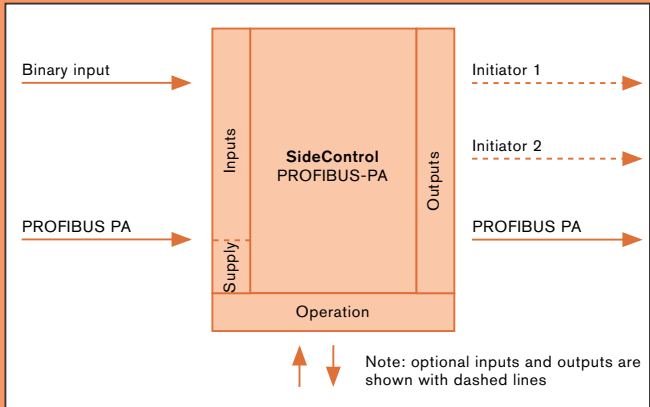 Binary input
Initiator 1
Initiator 2
Inputs
SideControl
PROFIBUS-PA
Outputs
PROFIBUS PA
PROFIBUS PA
Supply
Operation
Note: optional inputs and outputs are
shown with dashed lines